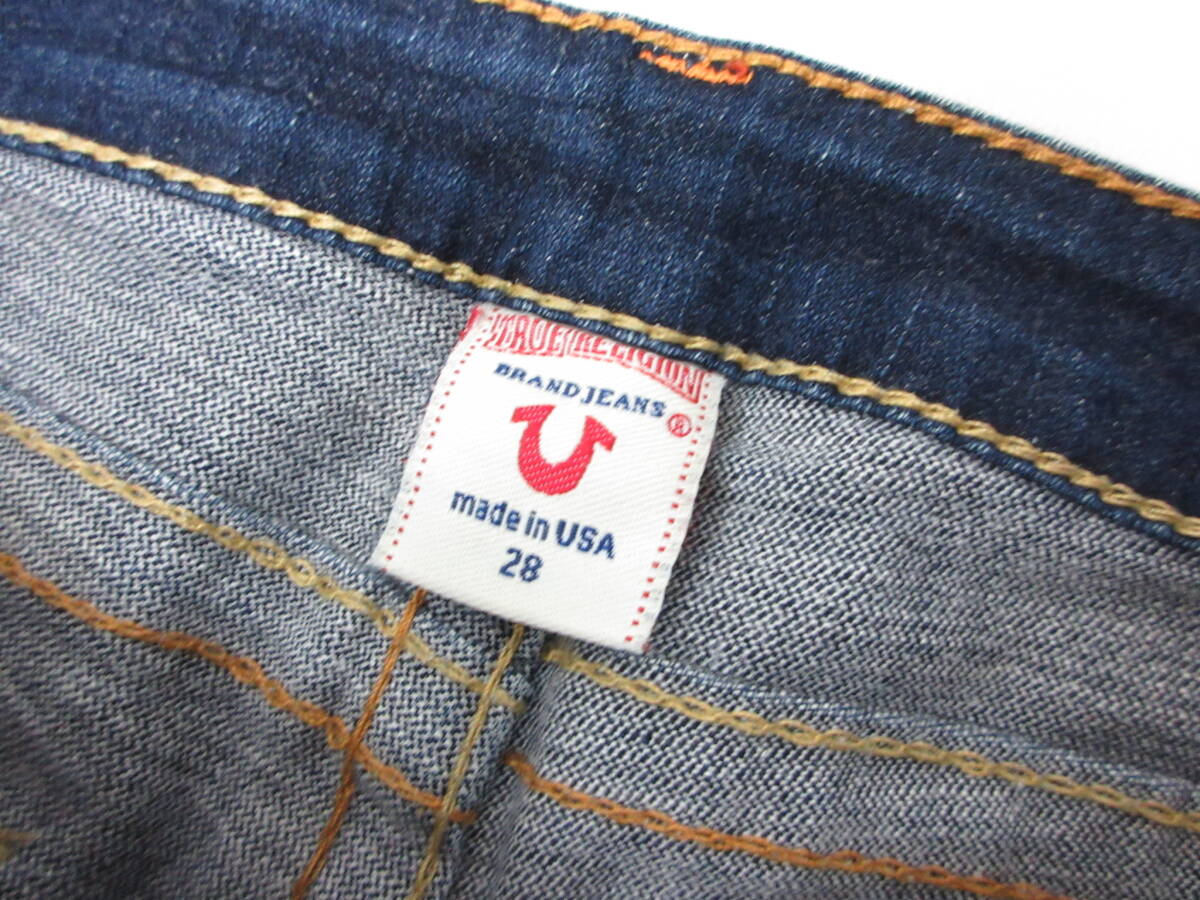 TRUE RELIGION
BRAND JEANS ®
made in USA
28